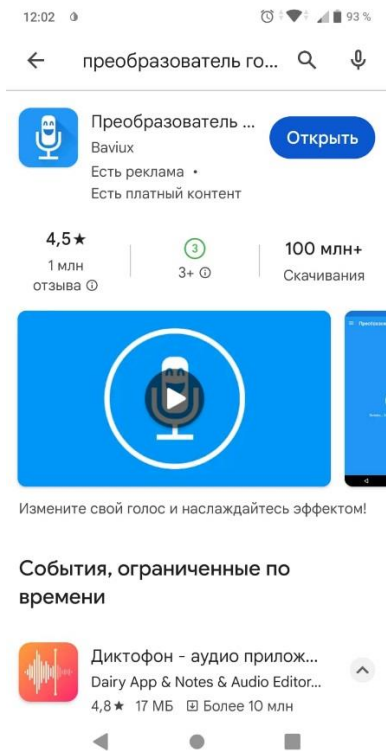 12:02
93 %
преобразователь го...
Преобразователь ...
Baviux
Есть реклама •
Есть платный контент
Открыть
4,5★
1 млн
отзыва
3
3+
100 млн+
Скачивания
Измените свой голос и наслаждайтесь эффектом!
События, ограниченные по
времени
Диктофон - аудио прилож...
Dairy App & Notes & Audio Editor...
4,8★ 17 МБ Более 10 млн